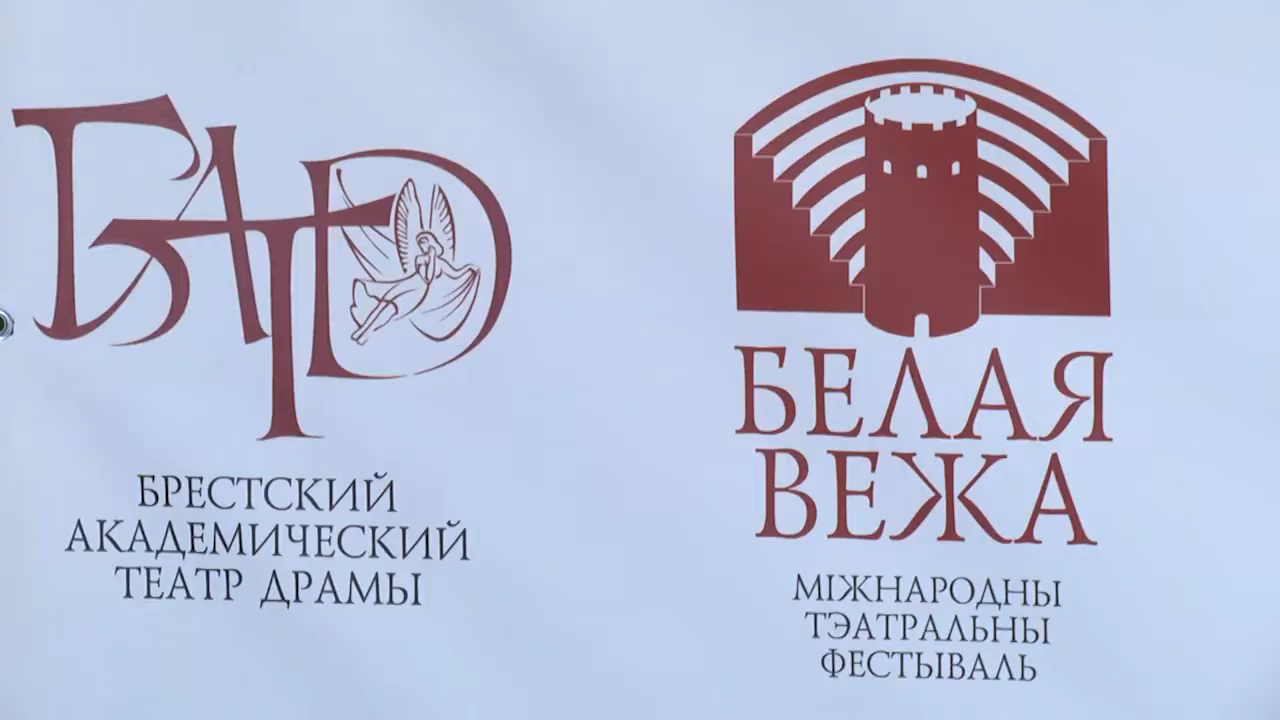 БАТД
БРЕСТСКИЙ
АКАДЕМИЧЕСКИЙ
ТЕАТР ДРАМЫ
БЕЛАЯ
ВЕЖА
МІЖНАРОДНЫ
ТЭАТРАЛЬНЫ
ФЕСТЫВАЛЬ